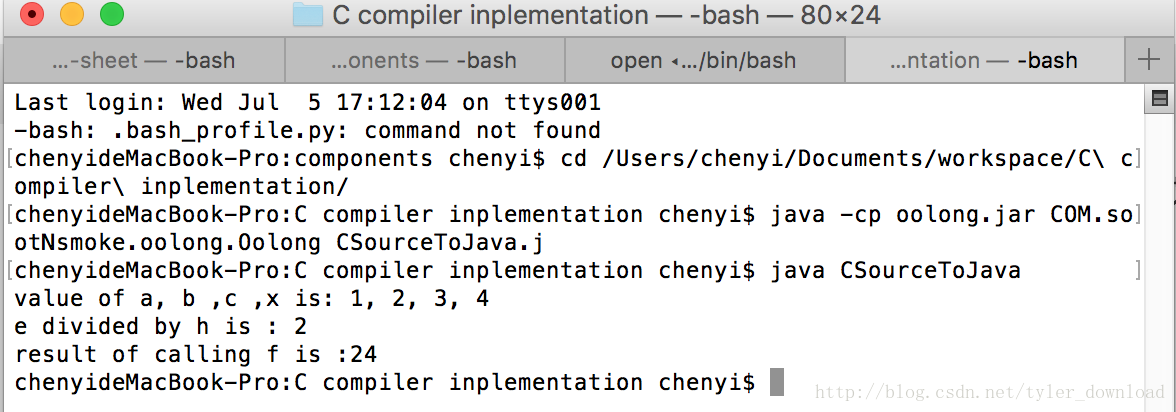 C compiler inplementation — -bash — 80×24
...-sheet — -bash
...onents — -bash
open ◂.../bin/bash
...ntation — -bash
+
Last login: Wed Jul  5 17:12:04 on ttys001
-bash: .bash_profile.py: command not found
[chenyideMacBook-Pro:components chenyi$ cd /Users/chenyi/Documents/workspace/C\ c]
ompiler\ inplementation/
[chenyideMacBook-Pro:C compiler inplementation chenyi$ java -cp oolong.jar COM.so]
otNsmoke.oolong.Oolong CSourceToJava.j
[chenyideMacBook-Pro:C compiler inplementation chenyi$ java CSourceToJava        ]
value of a, b ,c ,x is: 1, 2, 3, 4
e divided by h is : 2
result of calling f is :24
chenyideMacBook-Pro:C compiler inplementation chenyi$
http://blog.csdn.net/tyler_download